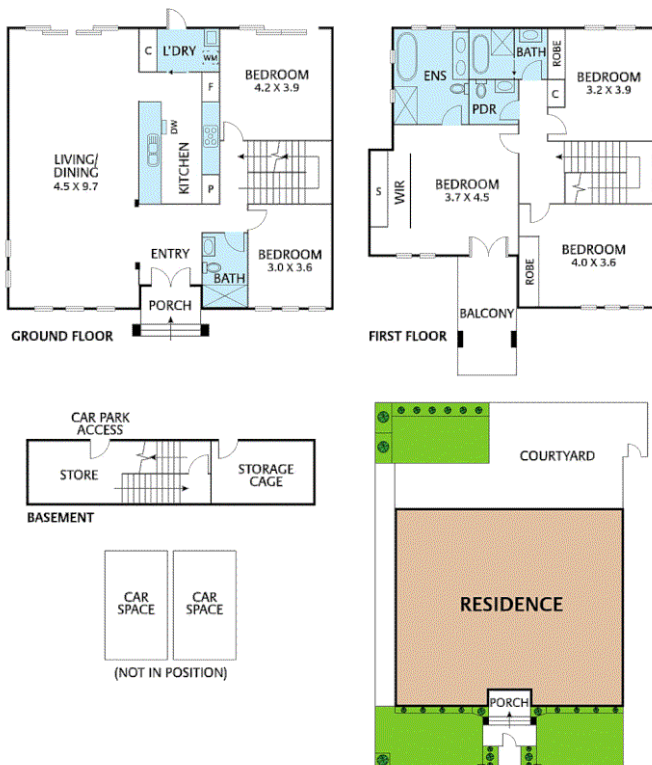 C
L'DRY
WM
BEDROOM
4.2 X 3.9
F
DW
KITCHEN
LIVING/
DINING
4.5 X 9.7
P
ENTRY
BATH
BEDROOM
3.0 X 3.6
PORCH
GROUND FLOOR
ENS
BATH
ROBE
BEDROOM
3.2 X 3.9
C
PDR
S
WIR
BEDROOM
3.7 X 4.5
ROBE
BEDROOM
4.0 X 3.6
BALCONY
FIRST FLOOR
CAR PARK
ACCESS
STORE
STORAGE
CAGE
BASEMENT
CAR
SPACE
CAR
SPACE
(NOT IN POSITION)
COURTYARD
RESIDENCE
PORCH